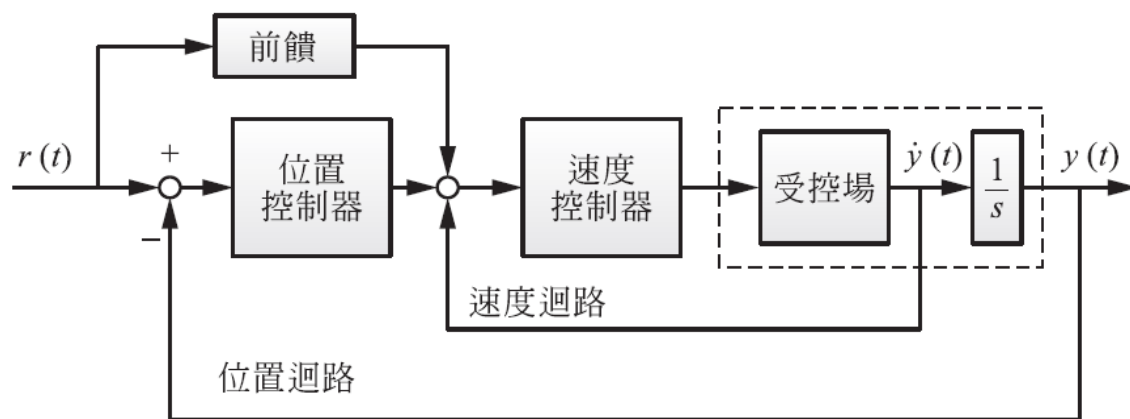 前饋
r (t)
+
−
位置
控制器
速度
控制器
受控場
ẏ (t)
1
s
y (t)
速度迴路
位置迴路